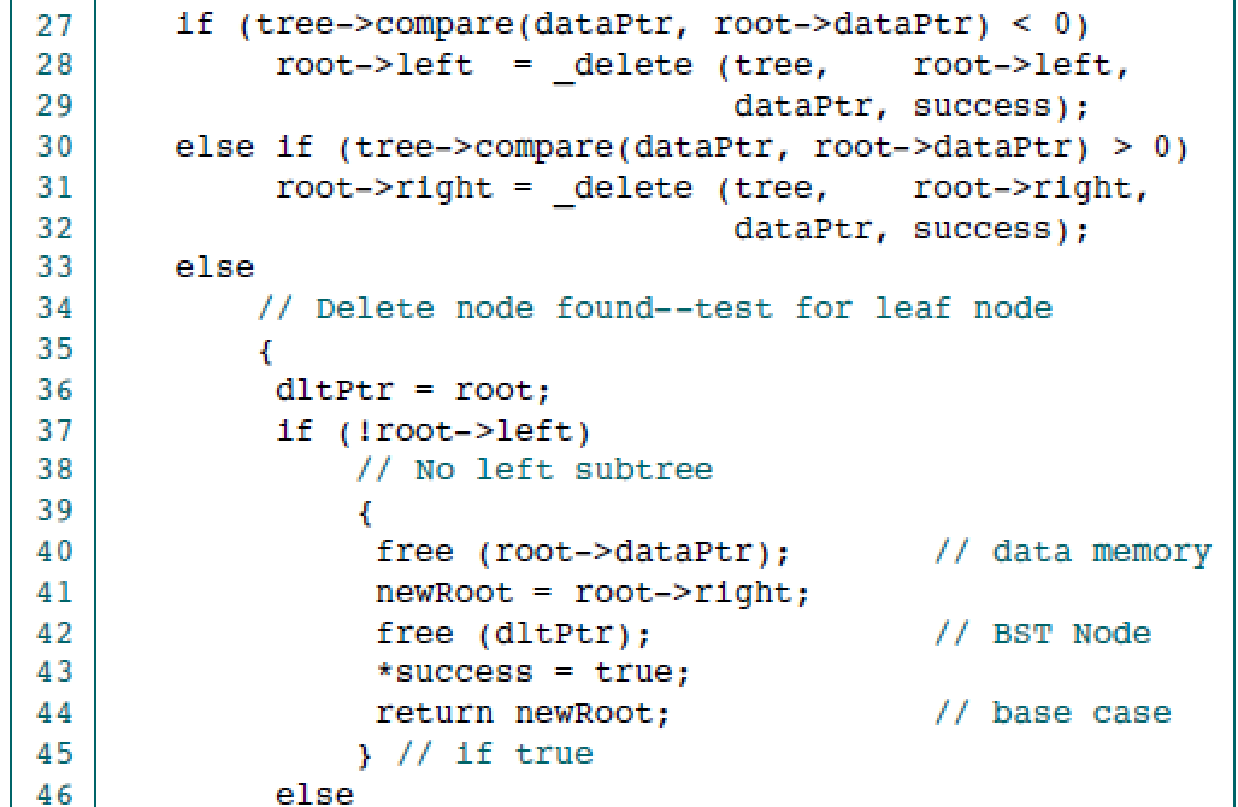 27 if (tree->compare(dataPtr, root->dataPtr) < 0)
28 root->left = _delete (tree, root->left,
29 dataPtr, success);
30 else if (tree->compare(dataPtr, root->dataPtr) > 0)
31 root->right = _delete (tree, root->right,
32 dataPtr, success);
33 else
34 // Delete node found--test for leaf node
35 {
36 dltPtr = root;
37 if (!root->left)
38 // No left subtree
39 {
40 free (root->dataPtr); // data memory
41 newRoot = root->right;
42 free (dltPtr); // BST Node
43 *success = true;
44 return newRoot; // base case
45 } // if true
46 else